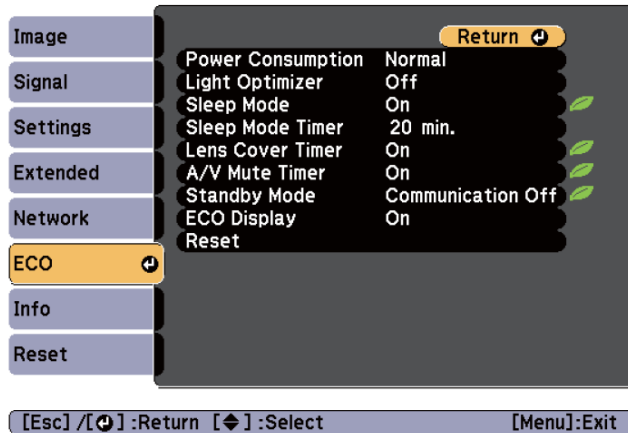 Image
Signal
Settings
Extended
Network
ECO
Info
Reset
Return
Power Consumption Normal
Light Optimizer Off
Sleep Mode On
Sleep Mode Timer 20 min.
Lens Cover Timer On
A/V Mute Timer On
Standby Mode Communication Off
ECO Display On
Reset
[Esc] /[⏎] :Return [◆] :Select [Menu]:Exit